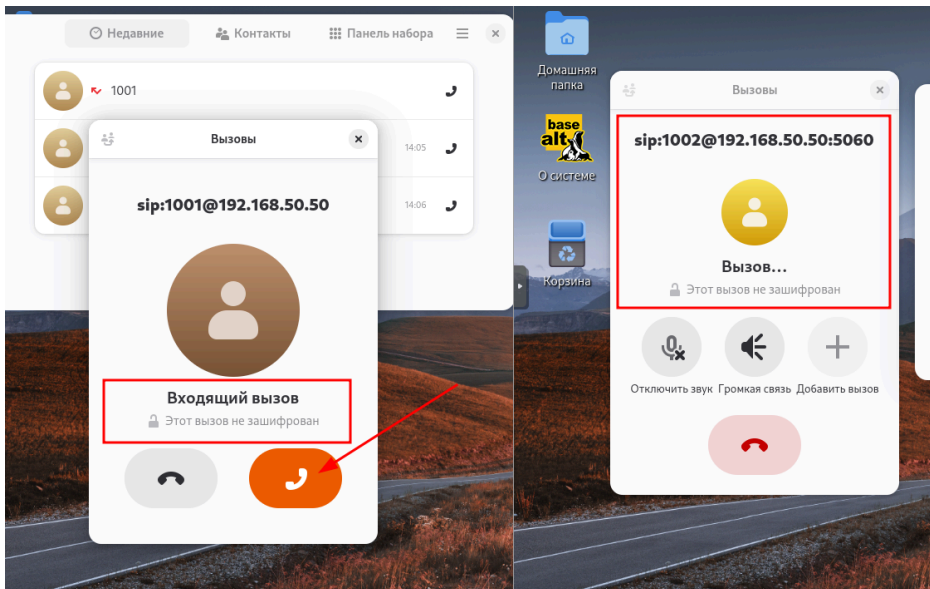 Недавние
Контакты
Панель набора
1001
14:05
14:06
Вызовы
sip:1001@192.168.50.50
Входящий вызов
Этот вызов не зашифрован
Домашняя
папка
base
alt
О системе
Корзина
Вызовы
sip:1002@192.168.50.50:5060
Вызов...
Этот вызов не зашифрован
Отключить звук
Громкая связь
Добавить вызов